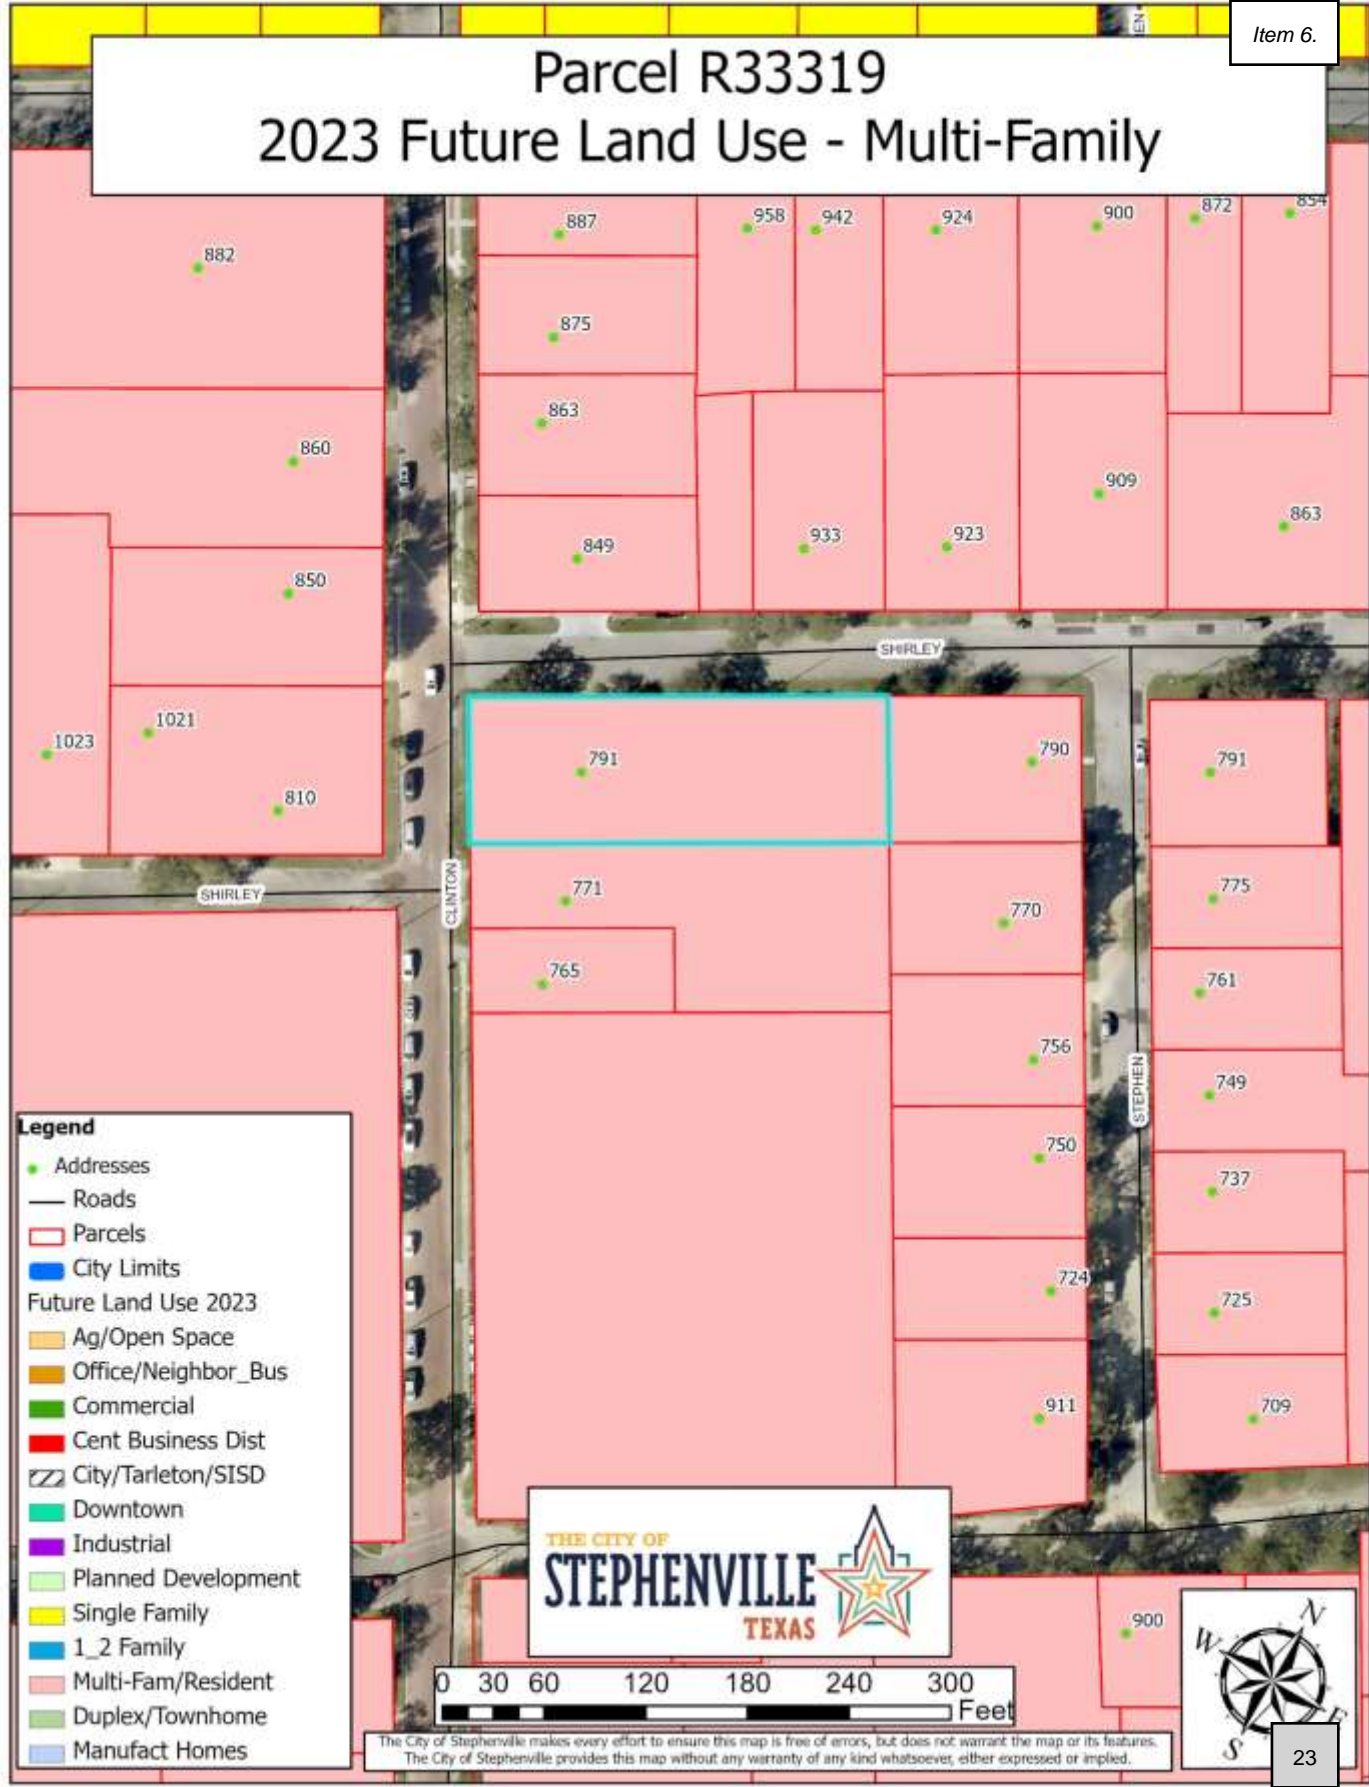 Item 6.
Parcel R33319
2023 Future Land Use - Multi-Family
887
958
942
924
900
872
854
882
875
863
860
909
863
849
933
923
850
SHIRLEY
1023
1021
810
791
790
791
SHIRLEY
CLINTON
771
770
775
765
761
756
STEPHEN
749
750
737
724
725
911
709
900
Legend
Addresses
Roads
Parcels
City Limits
Future Land Use 2023
Ag/Open Space
Office/Neighbor_Bus
Commercial
Cent Business Dist
City/Tarleton/SISD
Downtown
Industrial
Planned Development
Single Family
1_2 Family
Multi-Fam/Resident
Duplex/Townhome
Manufact Homes
THE CITY OF
STEPHENVILLE
TEXAS
0 30 60 120 180 240 300
Feet
The City of Stephenville makes every effort to ensure this map is free of errors, but does not warrant the map or its features.
The City of Stephenville provides this map without any warranty of any kind whatsoever, either expressed or implied.
N
W
E
S
23